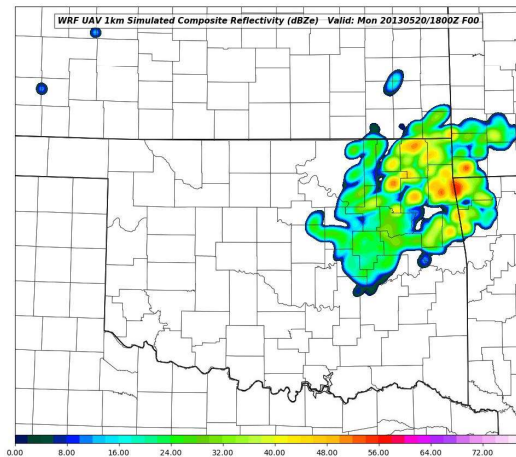 WRF UAV 1km Simulated Composite Reflectivity (dBZe) Valid: Mon 20130520/1800Z F00
0.00 8.00 16.00 24.00 32.00 40.00 48.00 56.00 64.00 72.00